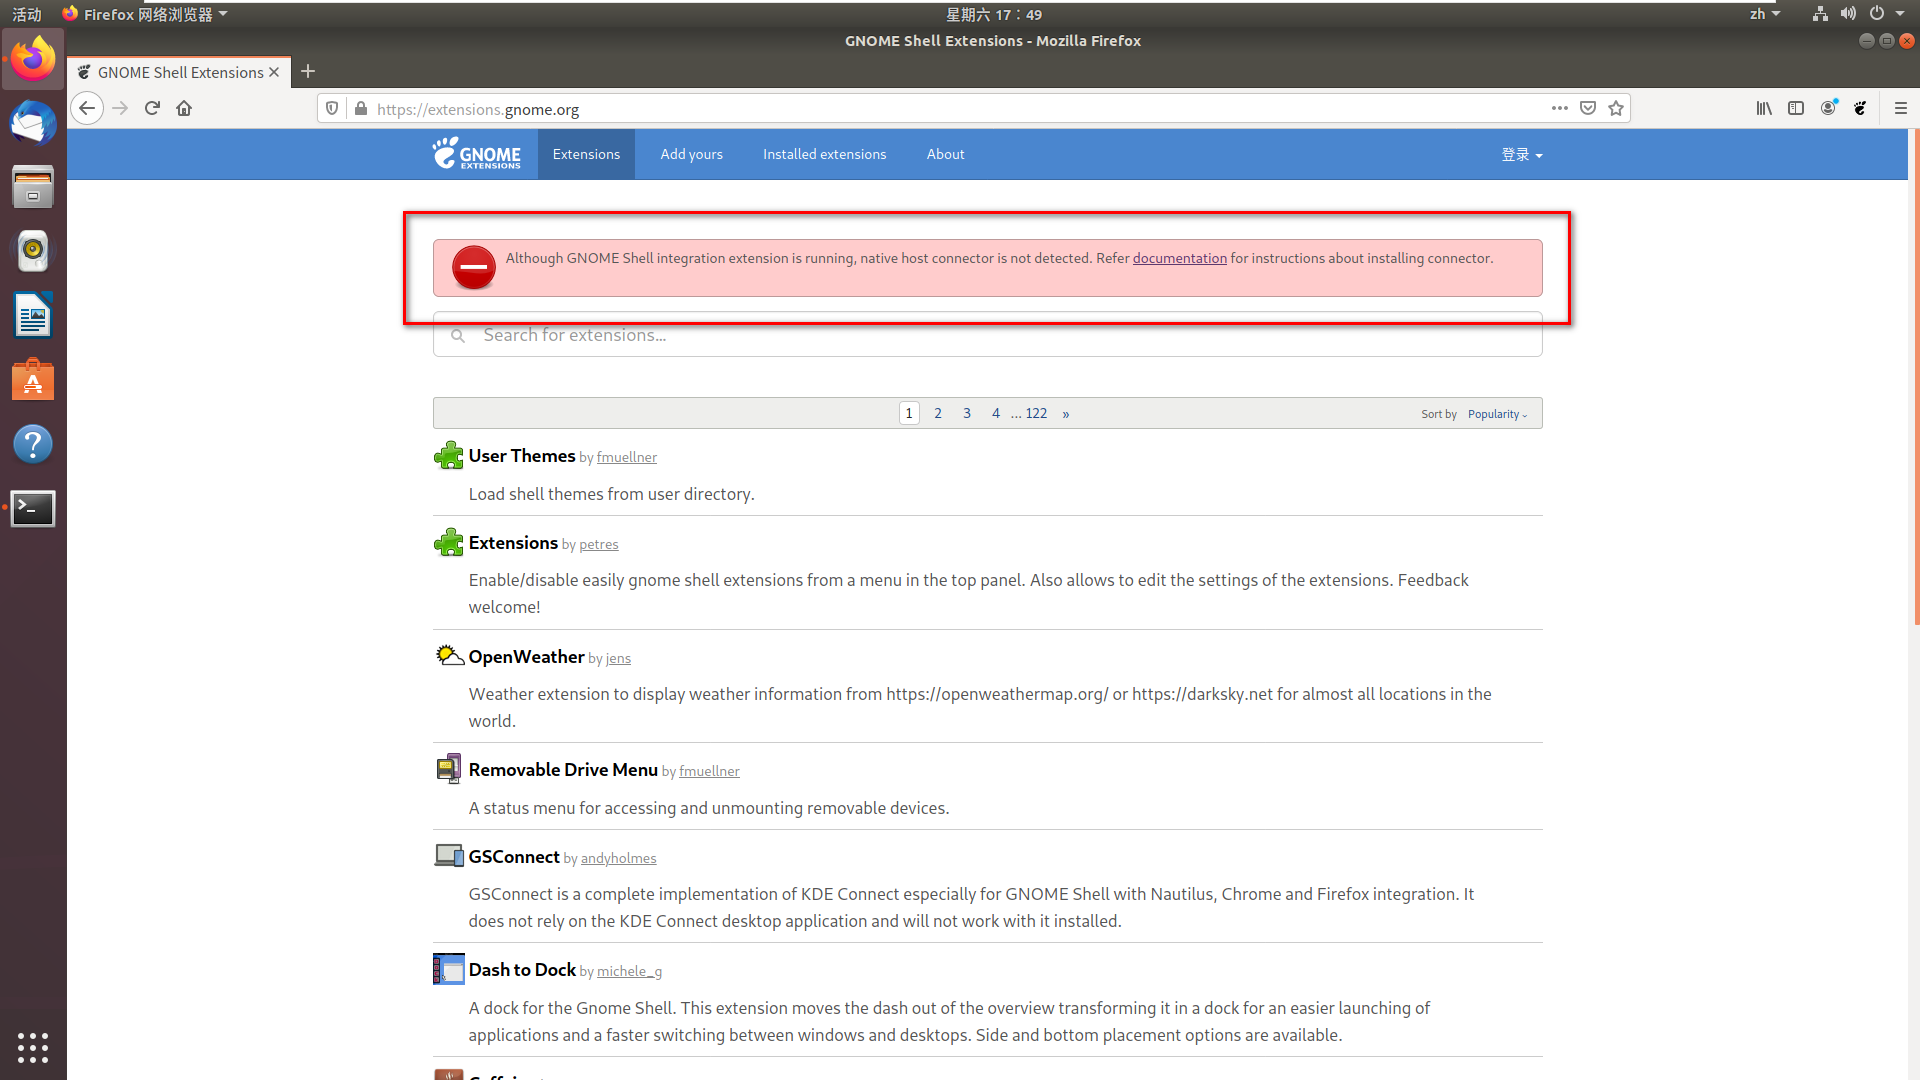 活动 Firefox 网络浏览器 星期六 17：49 zh
GNOME Shell Extensions - Mozilla Firefox
GNOME Shell Extensions
https://extensions.gnome.org
GNOME EXTENSIONS Extensions Add yours Installed extensions About 登录
Although GNOME Shell integration extension is running, native host connector is not detected. Refer documentation for instructions about installing connector.
Search for extensions...
1 2 3 4 ... 122 » Sort by Popularity
User Themes by fmuellner
Load shell themes from user directory.
Extensions by petres
Enable/disable easily gnome shell extensions from a menu in the top panel. Also allows to edit the settings of the extensions. Feedback
welcome!
OpenWeather by jens
Weather extension to display weather information from https://openweathermap.org/ or https://darksky.net for almost all locations in the
world.
Removable Drive Menu by fmuellner
A status menu for accessing and unmounting removable devices.
GSConnect by andyholmes
GSConnect is a complete implementation of KDE Connect especially for GNOME Shell with Nautilus, Chrome and Firefox integration. It
does not rely on the KDE Connect desktop application and will not work with it installed.
Dash to Dock by michele_g
A dock for the Gnome Shell. This extension moves the dash out of the overview transforming it in a dock for an easier launching of
applications and a faster switching between windows and desktops. Side and bottom placement options are available.